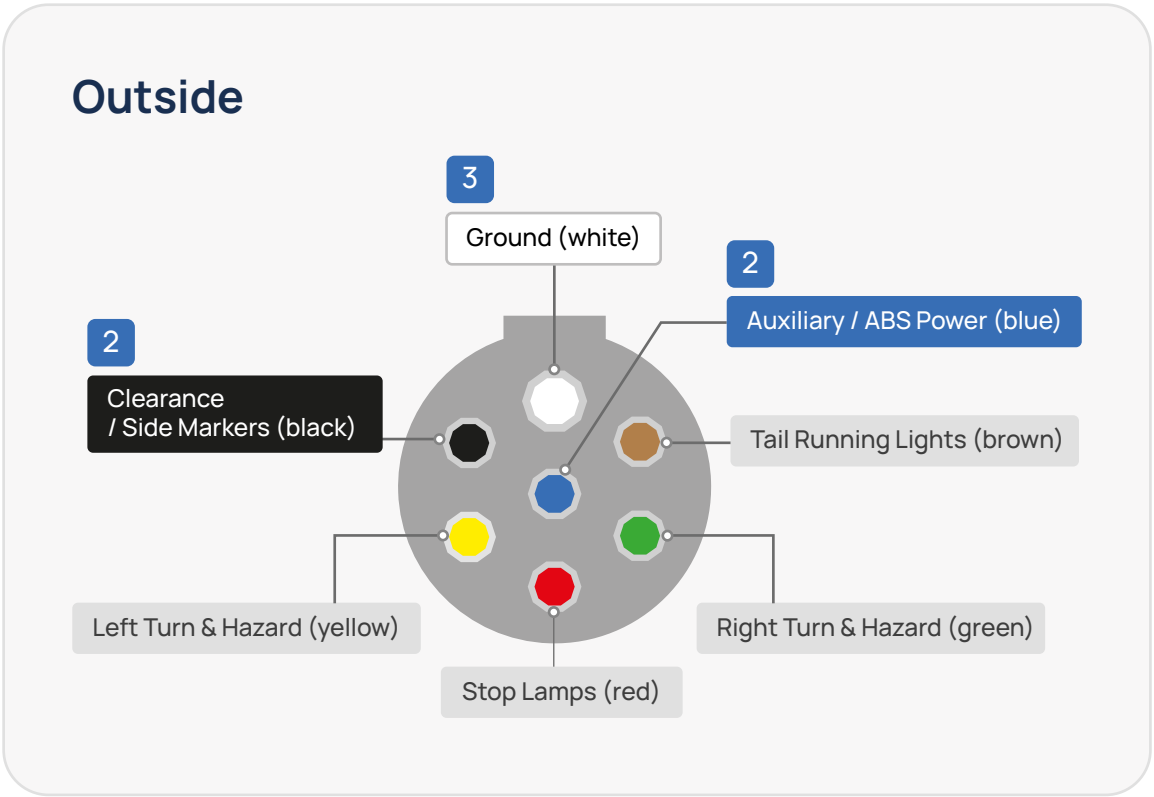 Outside
3
Ground (white)
2
Auxiliary / ABS Power (blue)
2
Clearance
/ Side Markers (black)
Tail Running Lights (brown)
Left Turn & Hazard (yellow)
Right Turn & Hazard (green)
Stop Lamps (red)